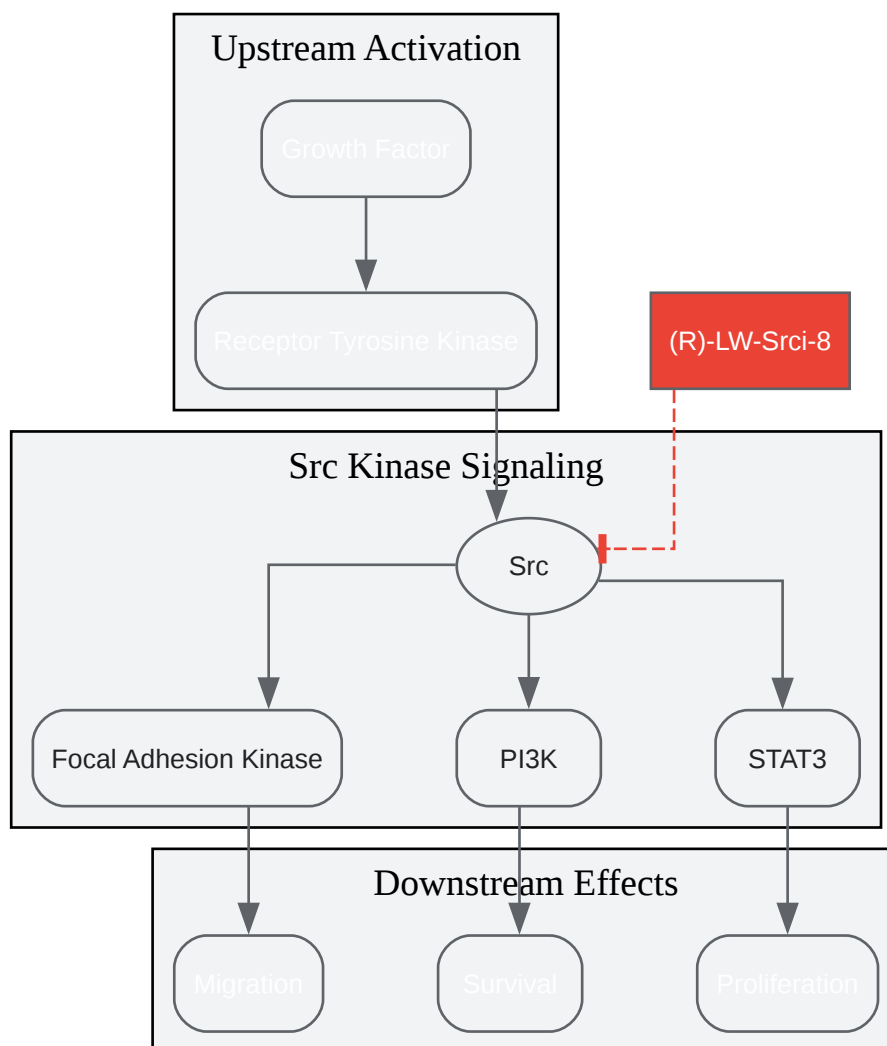 Upstream Activation
Growth Factor
Receptor Tyrosine Kinase
(R)-LW-Srci-8
Src Kinase Signaling
Src
Focal Adhesion Kinase
PI3K
STAT3
Downstream Effects
Migration
Survival
Proliferation